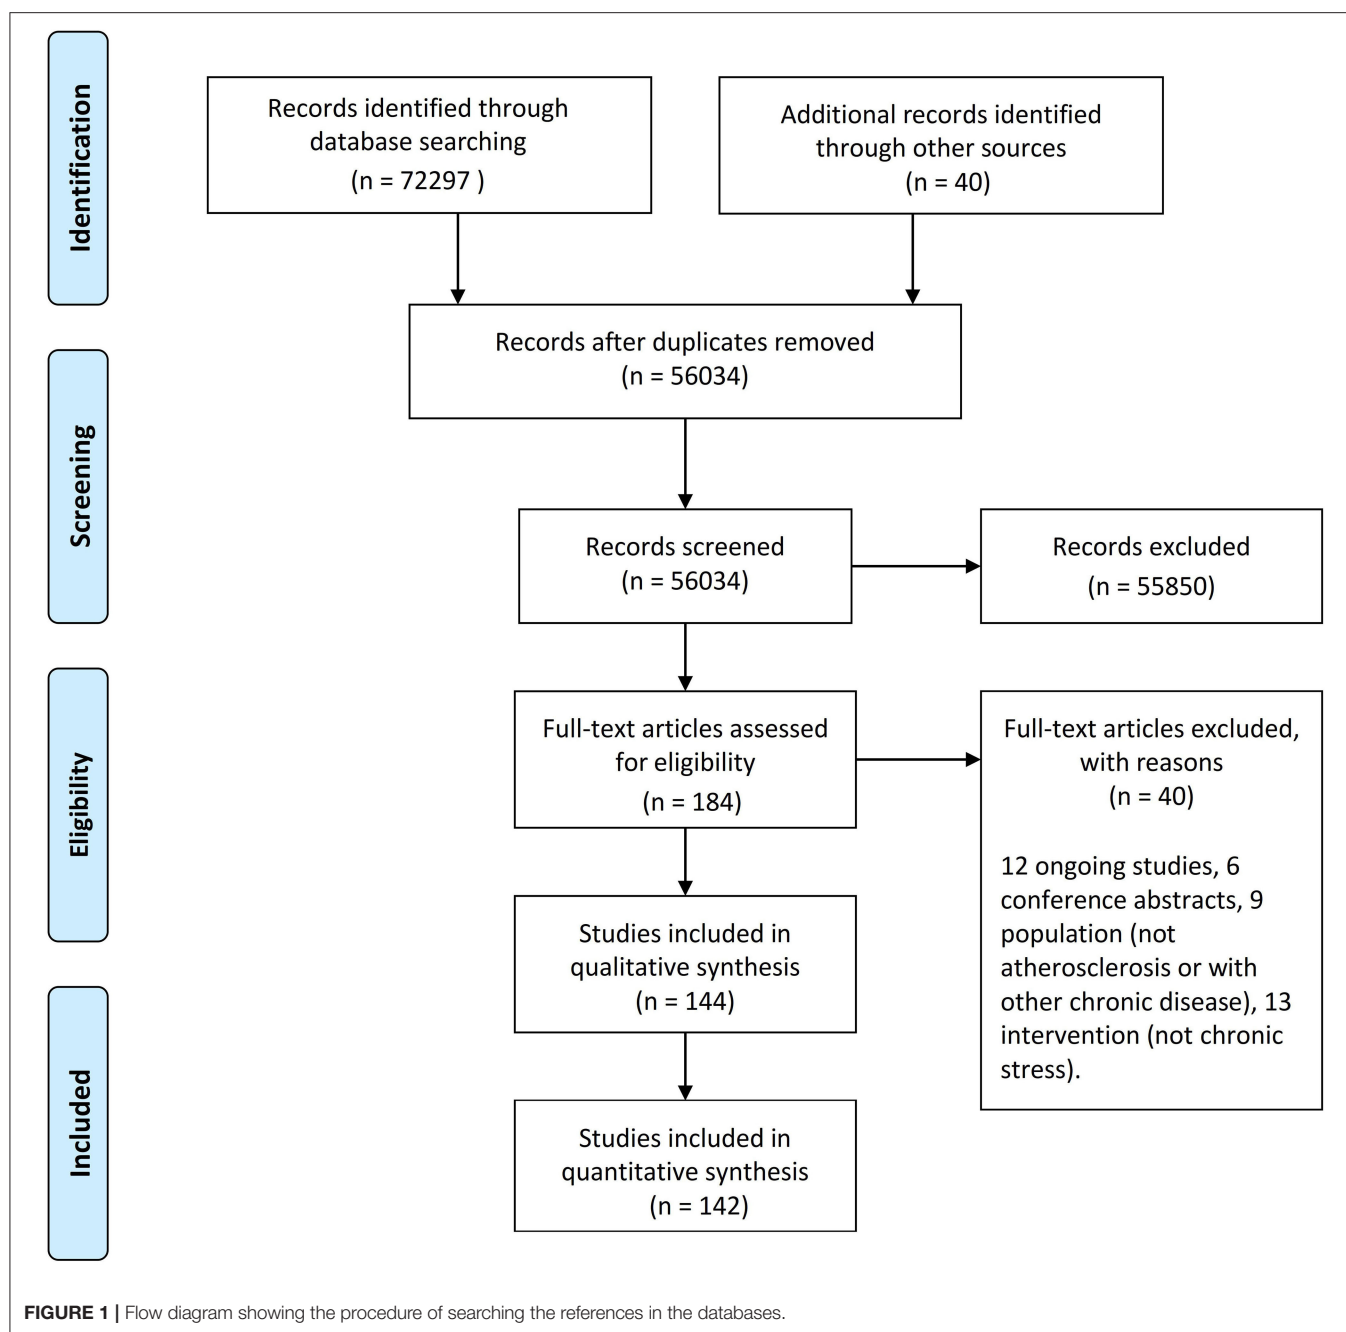 Identification
Records identified through
database searching
(n = 72297 )
Additional records identified
through other sources
(n = 40)
Records after duplicates removed
(n = 56034)
Screening
Records screened
(n = 56034)
Records excluded
(n = 55850)
Eligibility
Full-text articles assessed
for eligibility
(n = 184)
Full-text articles excluded,
with reasons
(n = 40)
12 ongoing studies, 6
conference abstracts, 9
population (not
atherosclerosis or with
other chronic disease), 13
intervention (not chronic
stress).
Studies included in
qualitative synthesis
(n = 144)
Included
Studies included in
quantitative synthesis
(n = 142)
FIGURE 1 | Flow diagram showing the procedure of searching the references in the databases.